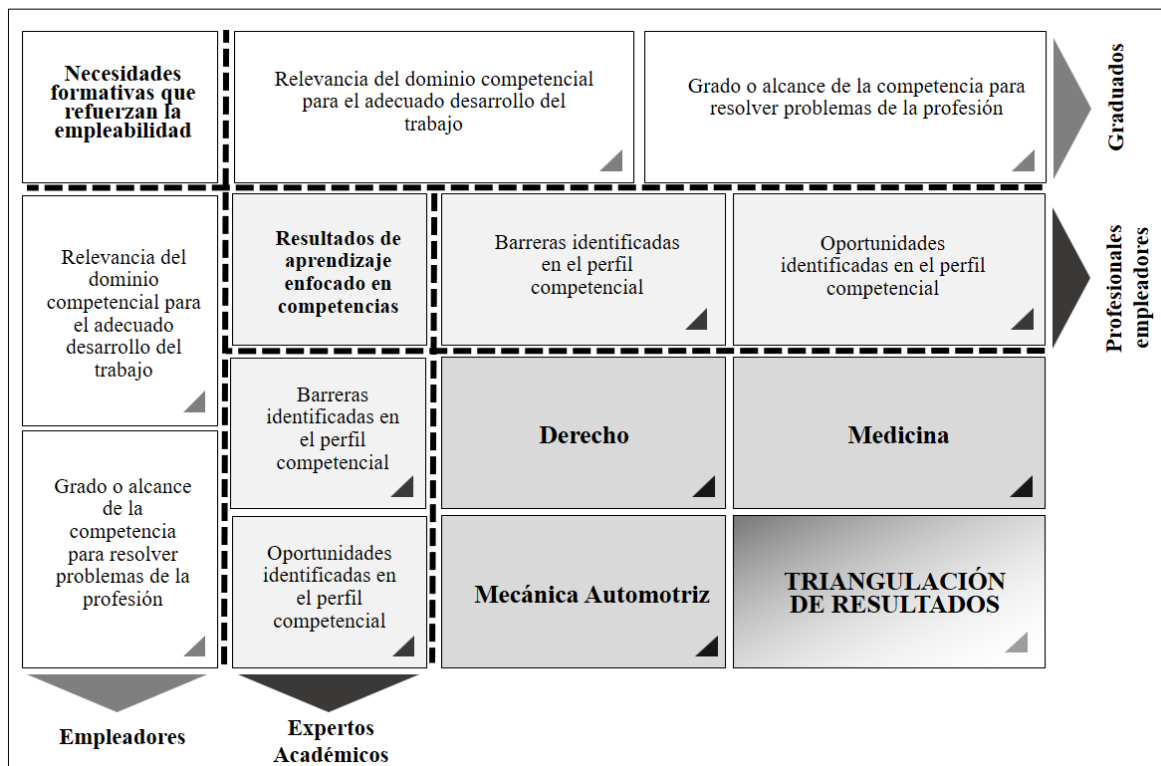 Necesidades
formativas que
refuerzan la
empleabilidad
Relevancia del dominio competencial
para el adecuado desarrollo del
trabajo
Grado o alcance de la competencia para
resolver problemas de la profesión
Graduados
Relevancia del
dominio
competencial para
el adecuado
desarrollo del
trabajo
Resultados de
aprendizaje
enfocado en
competencias
Barreras identificadas
en el perfil
competencial
Oportunidades
identificadas en el perfil
competencial
Profesionales
empleadores
Barreras
identificadas en
el perfil
competencial
Derecho
Medicina
Grado o alcance
de la
competencia
para resolver
problemas de la
profesión
Oportunidades
identificadas en
el perfil
competencial
Mecánica Automotriz
TRIANGULACIÓN
DE RESULTADOS
Empleadores
Expertos
Académicos